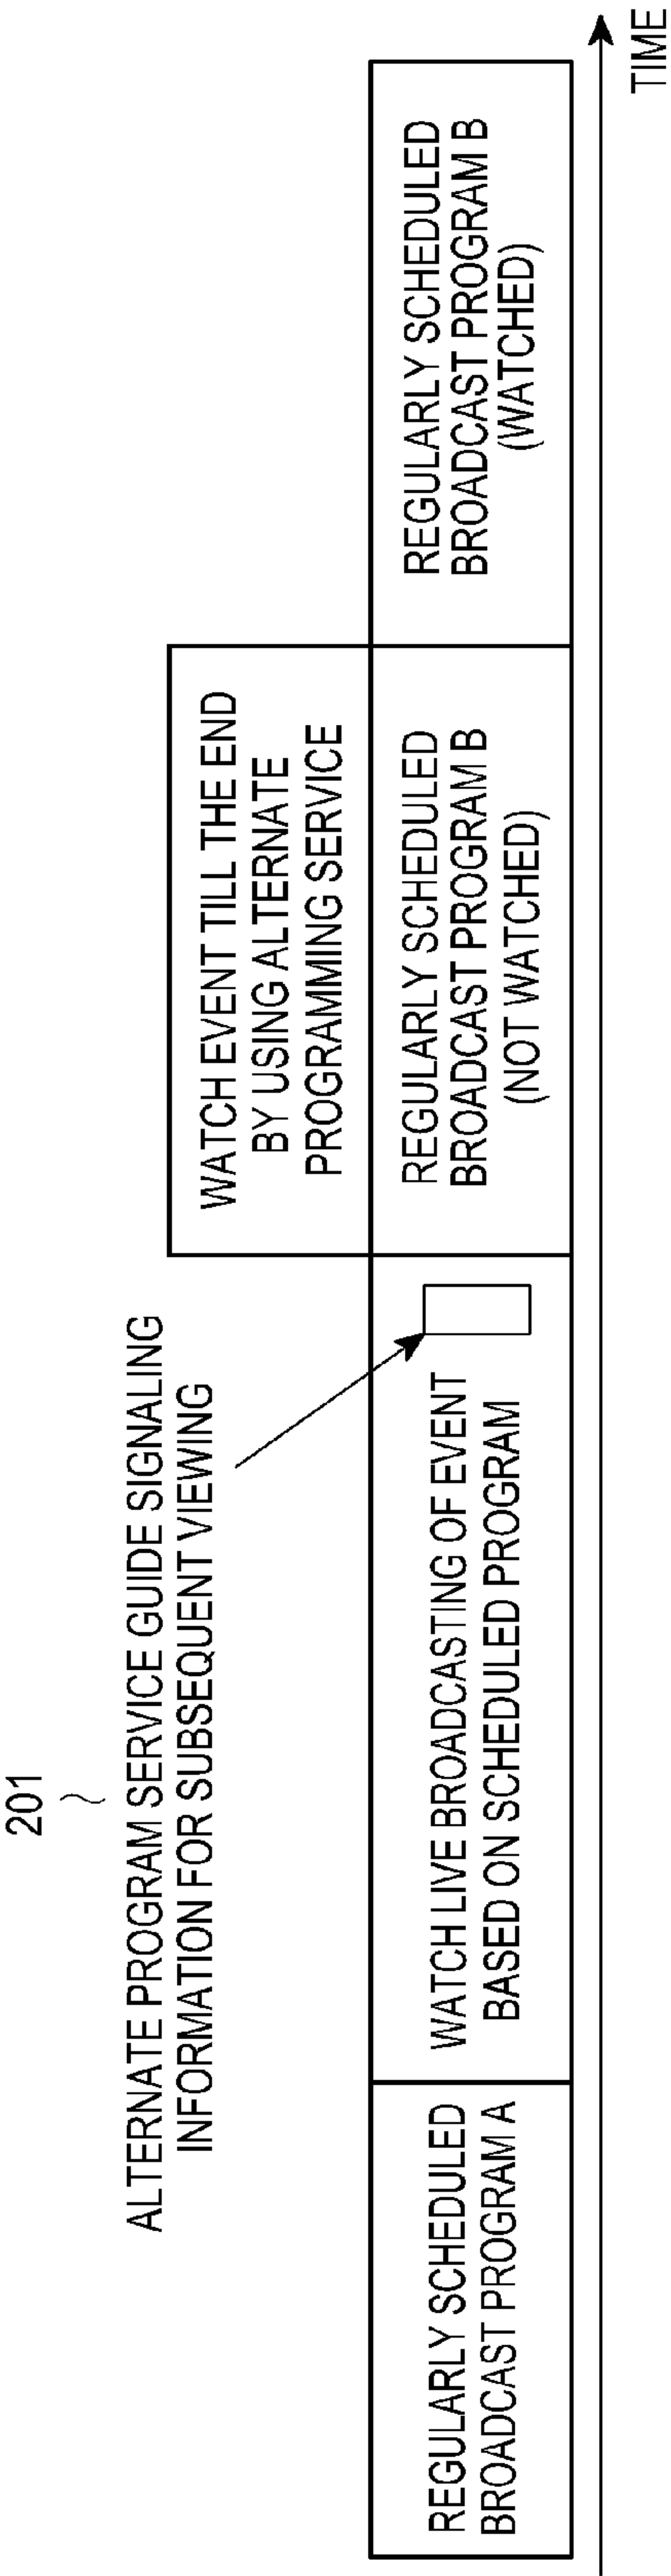 201
ALTERNATE PROGRAM SERVICE GUIDE SIGNALING
INFORMATION FOR SUBSEQUENT VIEWING
WATCH EVENT TILL THE END
BY USING ALTERNATE
PROGRAMMING SERVICE
REGULARLY SCHEDULED
BROADCAST PROGRAM A
WATCH LIVE BROADCASTING OF EVENT
BASED ON SCHEDULED PROGRAM
REGULARLY SCHEDULED
BROADCAST PROGRAM B
(NOT WATCHED)
REGULARLY SCHEDULED
BROADCAST PROGRAM B
(WATCHED)
TIME